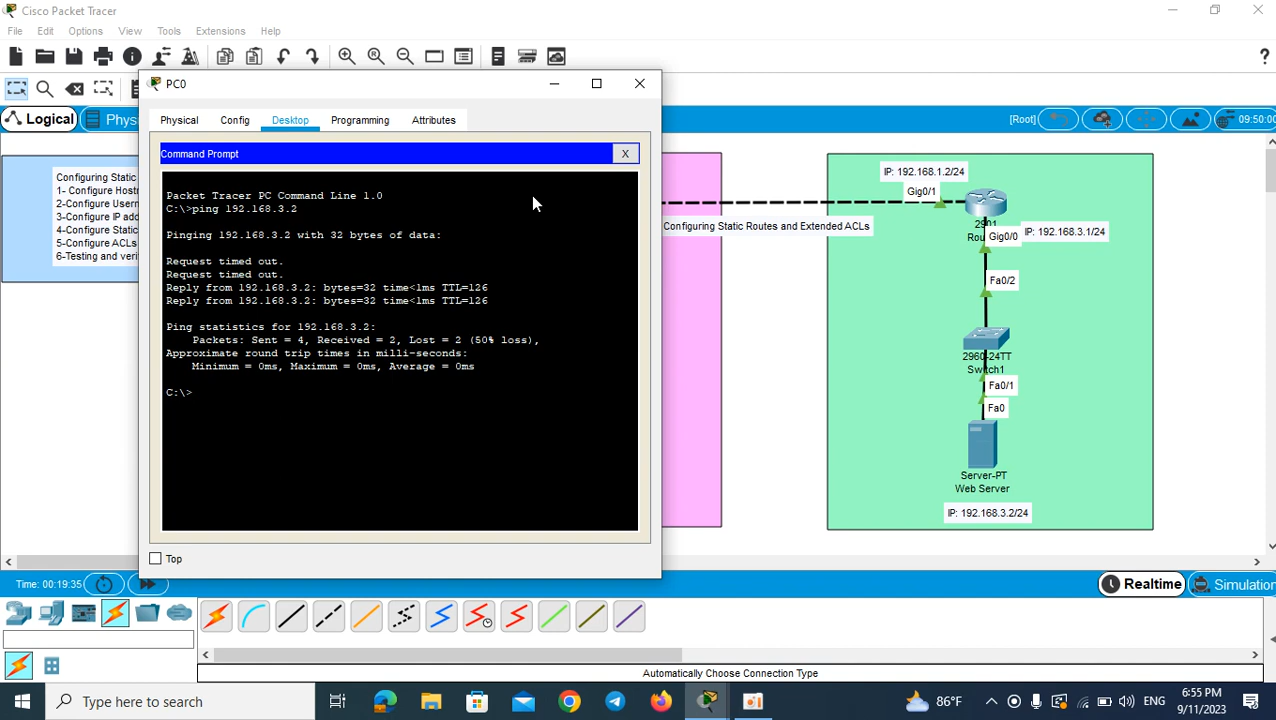 Cisco Packet Tracer
File Edit Options View Tools Extensions Help
PC0
Logical
Phys
[Root]
09:50:00
Physical Config Desktop Programming Attributes
Command Prompt
X
Packet Tracer PC Command Line 1.0
C:\>ping 192.168.3.2
Pinging 192.168.3.2 with 32 bytes of data:
Request timed out.
Request timed out.
Reply from 192.168.3.2: bytes=32 time<1ms TTL=126
Reply from 192.168.3.2: bytes=32 time<1ms TTL=126
Ping statistics for 192.168.3.2:
Packets: Sent = 4, Received = 2, Lost = 2 (50% loss),
Approximate round trip times in milli-seconds:
Minimum = 0ms, Maximum = 0ms, Average = 0ms
C:\>
Top
Configuring Static
1- Configure Host
2-Configure Usern
3-Configure IP add
4-Configure Static
5-Configure ACLs
6-Testing and veri
Configuring Static Routes and Extended ACLs
IP: 192.168.1.2/24
Gig0/1
2901
Rou
Gig0/0
IP: 192.168.3.1/24
Fa0/2
2960-24TT
Switch1
Fa0/1
Fa0
Server-PT
Web Server
IP: 192.168.3.2/24
Time: 00:19:35
Realtime
Simulation
Automatically Choose Connection Type
Type here to search
86°F
ENG
6:55 PM
9/11/2023